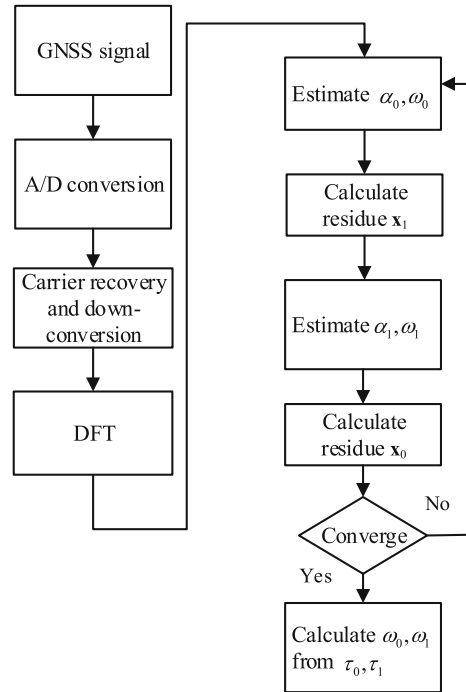 GNSS signal
A/D conversion
Carrier recovery
and down-
conversion
DFT
Estimate α₀,ω₀
Calculate
residue x₁
Estimate α₁,ω₁
Calculate
residue x₀
Converge
No
Yes
Calculate ω₀,ω₁
from τ₀,τ₁